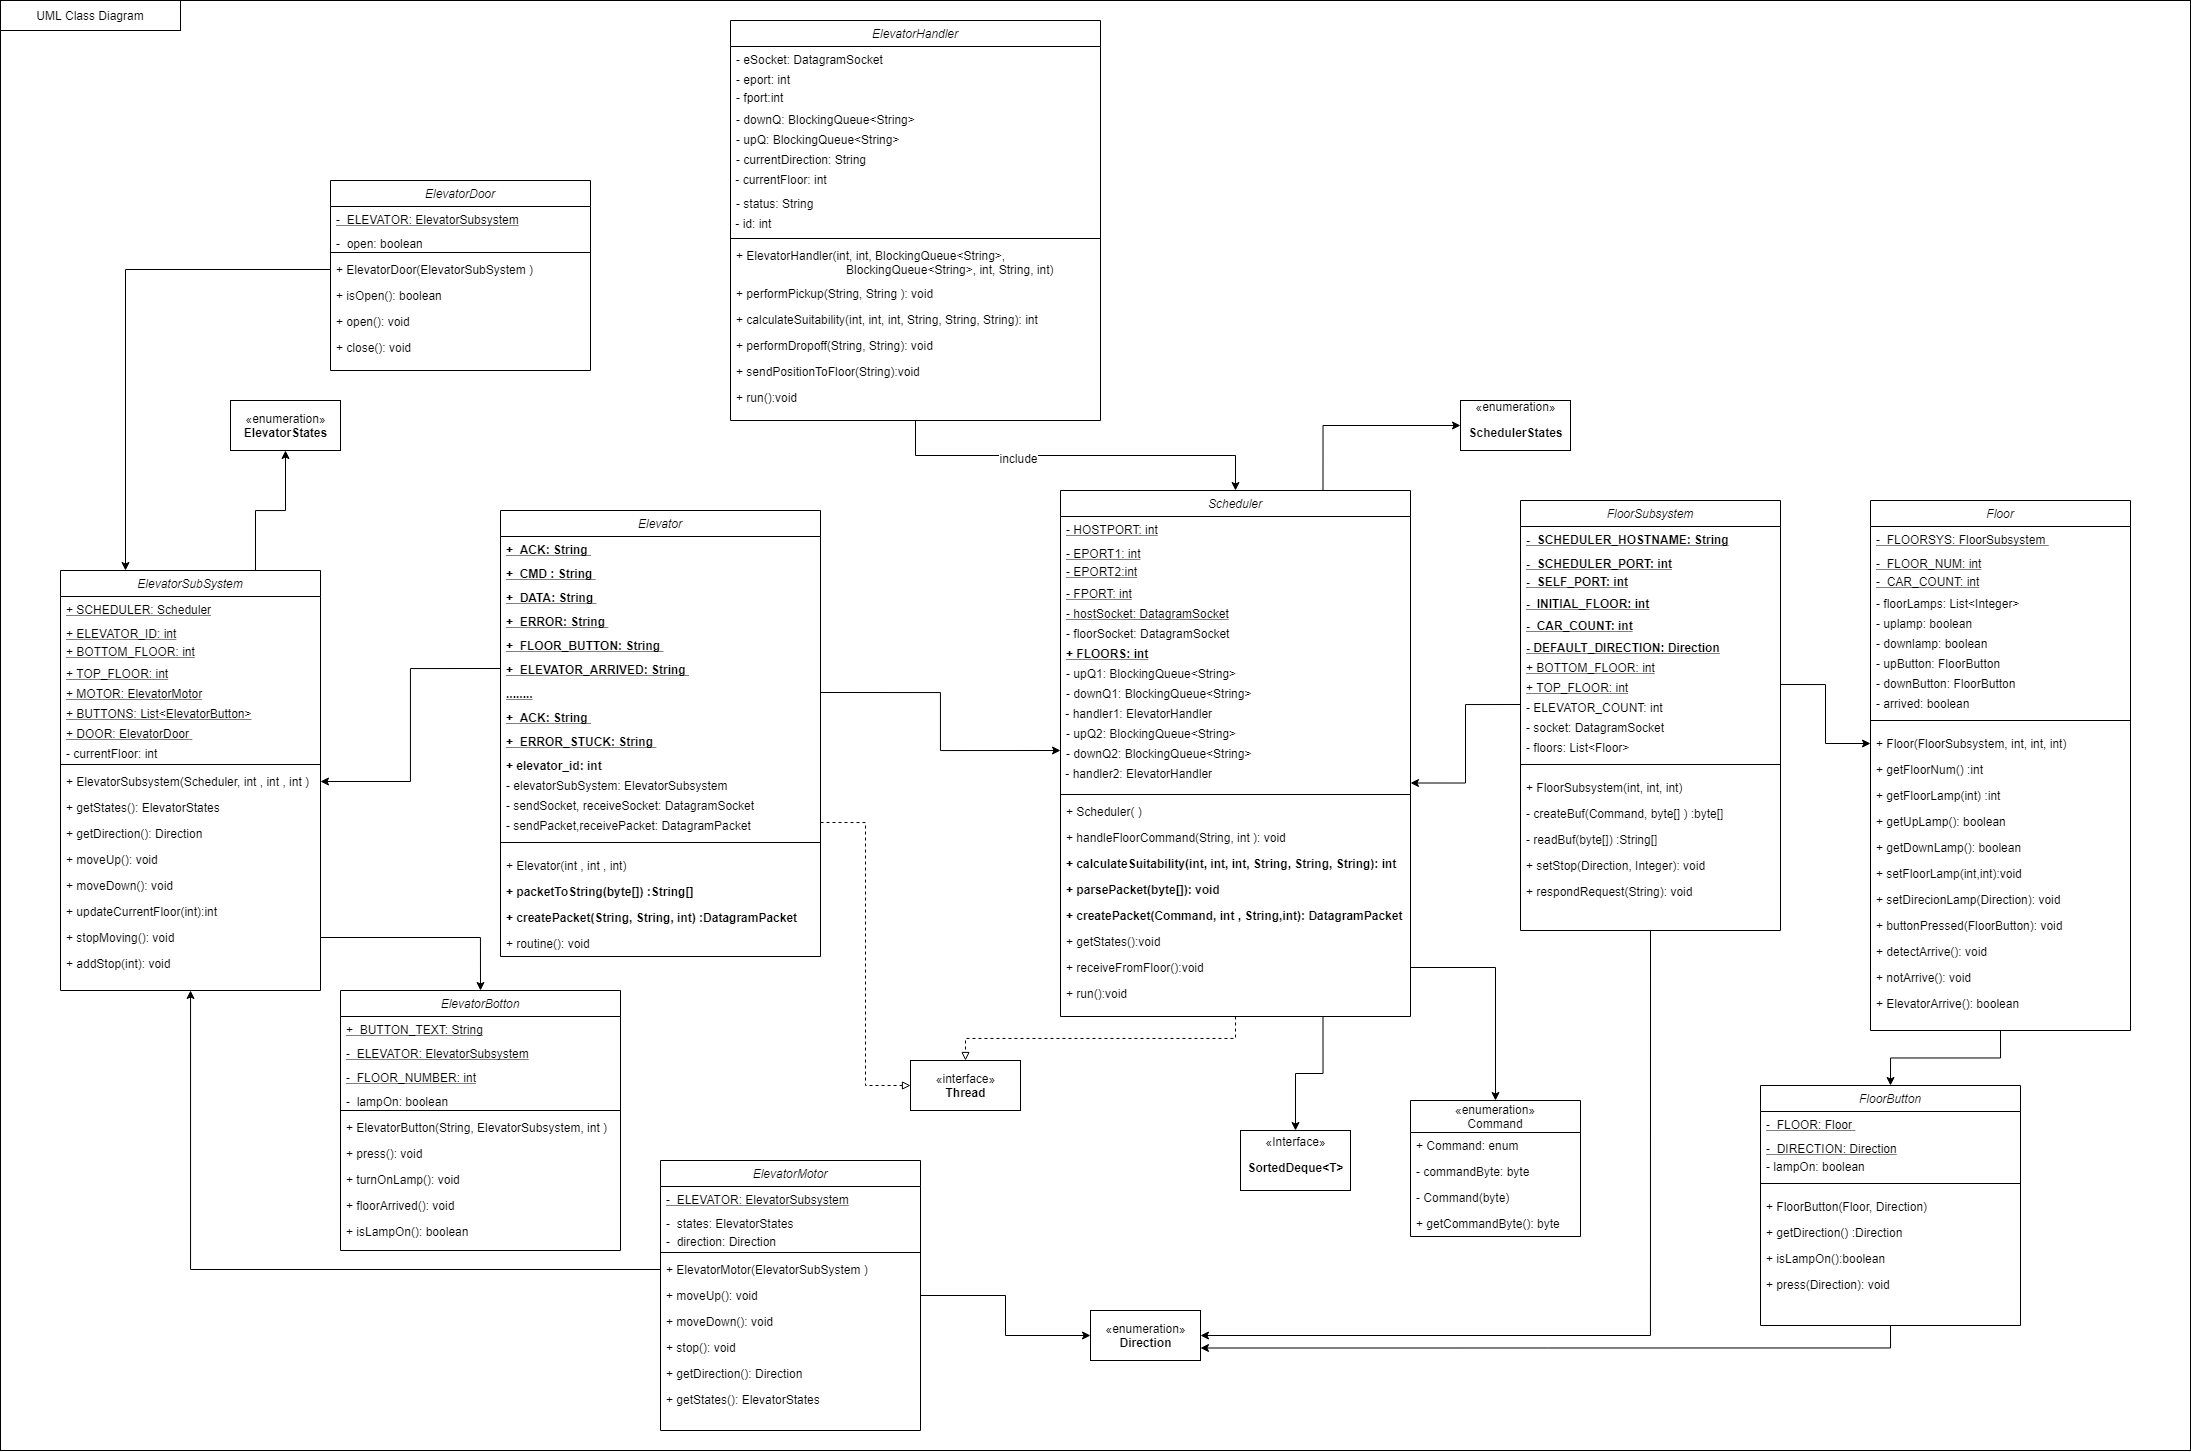 UML Class Diagram
ElevatorHandler
- eSocket: DatagramSocket
- eport: int
- fport:int
- downQ: BlockingQueue<String>
- upQ: BlockingQueue<String>
- currentDirection: String
- currentFloor: int
- status: String
- id: int
+ ElevatorHandler(int, int, BlockingQueue<String>,
BlockingQueue<String>, int, String, int)
+ performPickup(String, String ): void
+ calculateSuitability(int, int, int, String, String, String): int
+ performDropoff(String, String): void
+ sendPositionToFloor(String):void
+ run():void
ElevatorDoor
- ELEVATOR: ElevatorSubsystem
- open: boolean
+ ElevatorDoor(ElevatorSubSystem )
+ isOpen(): boolean
+ open(): void
+ close(): void
«enumeration»
ElevatorStates
include
«enumeration»
SchedulerStates
ElevatorSubSystem
+ SCHEDULER: Scheduler
+ ELEVATOR_ID: int
+ BOTTOM_FLOOR: int
+ TOP_FLOOR: int
+ MOTOR: ElevatorMotor
+ BUTTONS: List<ElevatorButton>
+ DOOR: ElevatorDoor
- currentFloor: int
+ ElevatorSubsystem(Scheduler, int , int , int )
+ getStates(): ElevatorStates
+ getDirection(): Direction
+ moveUp(): void
+ moveDown(): void
+ updateCurrentFloor(int):int
+ stopMoving(): void
+ addStop(int): void
Elevator
+ ACK: String
+ CMD : String
+ DATA: String
+ ERROR: String
+ FLOOR_BUTTON: String
+ ELEVATOR_ARRIVED: String
........
+ ACK: String
+ ERROR_STUCK: String
+ elevator_id: int
- elevatorSubSystem: ElevatorSubsystem
- sendSocket, receiveSocket: DatagramSocket
- sendPacket,receivePacket: DatagramPacket
+ Elevator(int , int , int)
+ packetToString(byte[]) :String[]
+ createPacket(String, String, int) :DatagramPacket
+ routine(): void
Scheduler
- HOSTPORT: int
- EPORT1: int
- EPORT2:int
- FPORT: int
- hostSocket: DatagramSocket
- floorSocket: DatagramSocket
+ FLOORS: int
- upQ1: BlockingQueue<String>
- downQ1: BlockingQueue<String>
- handler1: ElevatorHandler
- upQ2: BlockingQueue<String>
- downQ2: BlockingQueue<String>
- handler2: ElevatorHandler
+ Scheduler( )
+ handleFloorCommand(String, int ): void
+ calculateSuitability(int, int, int, String, String, String): int
+ parsePacket(byte[]): void
+ createPacket(Command, int , String,int): DatagramPacket
+ getStates():void
+ receiveFromFloor():void
+ run():void
FloorSubsystem
- SCHEDULER_HOSTNAME: String
- SCHEDULER_PORT: int
- SELF_PORT: int
- INITIAL_FLOOR: int
- CAR_COUNT: int
- DEFAULT_DIRECTION: Direction
+ BOTTOM_FLOOR: int
+ TOP_FLOOR: int
- ELEVATOR_COUNT: int
- socket: DatagramSocket
- floors: List<Floor>
+ FloorSubsystem(int, int, int)
- createBuf(Command, byte[] ) :byte[]
- readBuf(byte[]) :String[]
+ setStop(Direction, Integer): void
+ respondRequest(String): void
Floor
- FLOORSYS: FloorSubsystem
- FLOOR_NUM: int
- CAR_COUNT: int
- floorLamps: List<Integer>
- uplamp: boolean
- downlamp: boolean
- upButton: FloorButton
- downButton: FloorButton
- arrived: boolean
+ Floor(FloorSubsystem, int, int, int)
+ getFloorNum() :int
+ getFloorLamp(int) :int
+ getUpLamp(): boolean
+ getDownLamp(): boolean
+ setFloorLamp(int,int):void
+ setDirecionLamp(Direction): void
+ buttonPressed(FloorButton): void
+ detectArrive(): void
+ notArrive(): void
+ ElevatorArrive(): boolean
ElevatorBotton
+ BUTTON_TEXT: String
- ELEVATOR: ElevatorSubsystem
- FLOOR_NUMBER: int
- lampOn: boolean
+ ElevatorButton(String, ElevatorSubsystem, int )
+ press(): void
+ turnOnLamp(): void
+ floorArrived(): void
+ isLampOn(): boolean
«interface»
Thread
«Interface»
SortedDeque<T>
«enumeration»
Command
+ Command: enum
- commandByte: byte
- Command(byte)
+ getCommandByte(): byte
FloorButton
- FLOOR: Floor
- DIRECTION: Direction
- lampOn: boolean
+ FloorButton(Floor, Direction)
+ getDirection() :Direction
+ isLampOn():boolean
+ press(Direction): void
ElevatorMotor
- ELEVATOR: ElevatorSubsystem
- states: ElevatorStates
- direction: Direction
+ ElevatorMotor(ElevatorSubSystem )
+ moveUp(): void
+ moveDown(): void
+ stop(): void
+ getDirection(): Direction
+ getStates(): ElevatorStates
«enumeration»
Direction